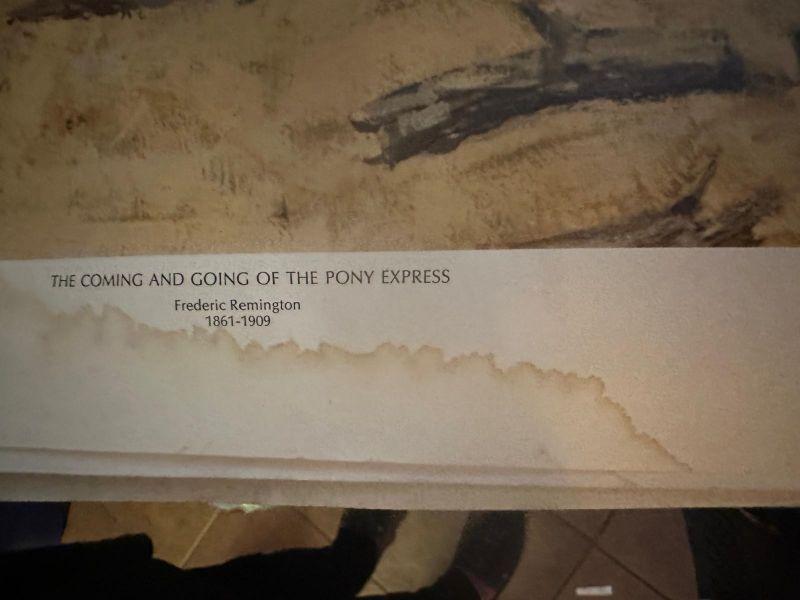 THE COMING AND GOING OF THE PONY EXPRESS
Frederic Remington
1861-1909